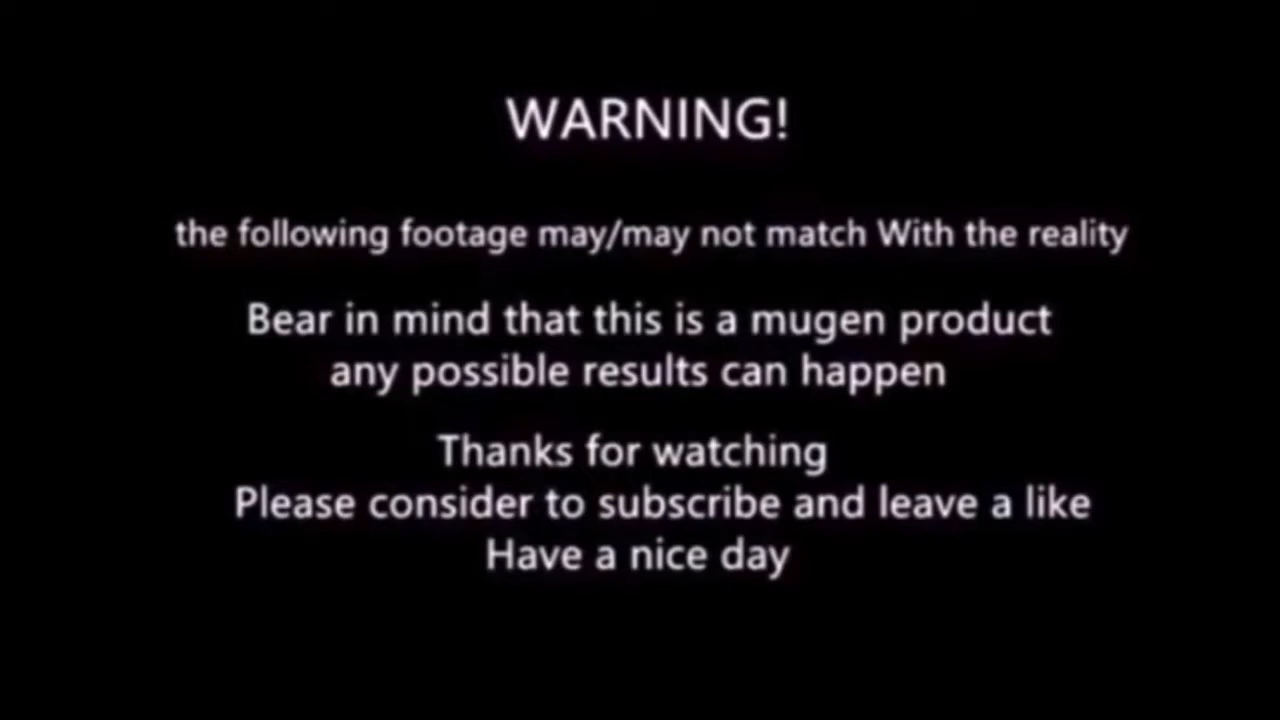 WARNING!
the following footage may/may not match With the reality
Bear in mind that this is a mugen product
any possible results can happen
Thanks for watching
Please consider to subscribe and leave a like
Have a nice day